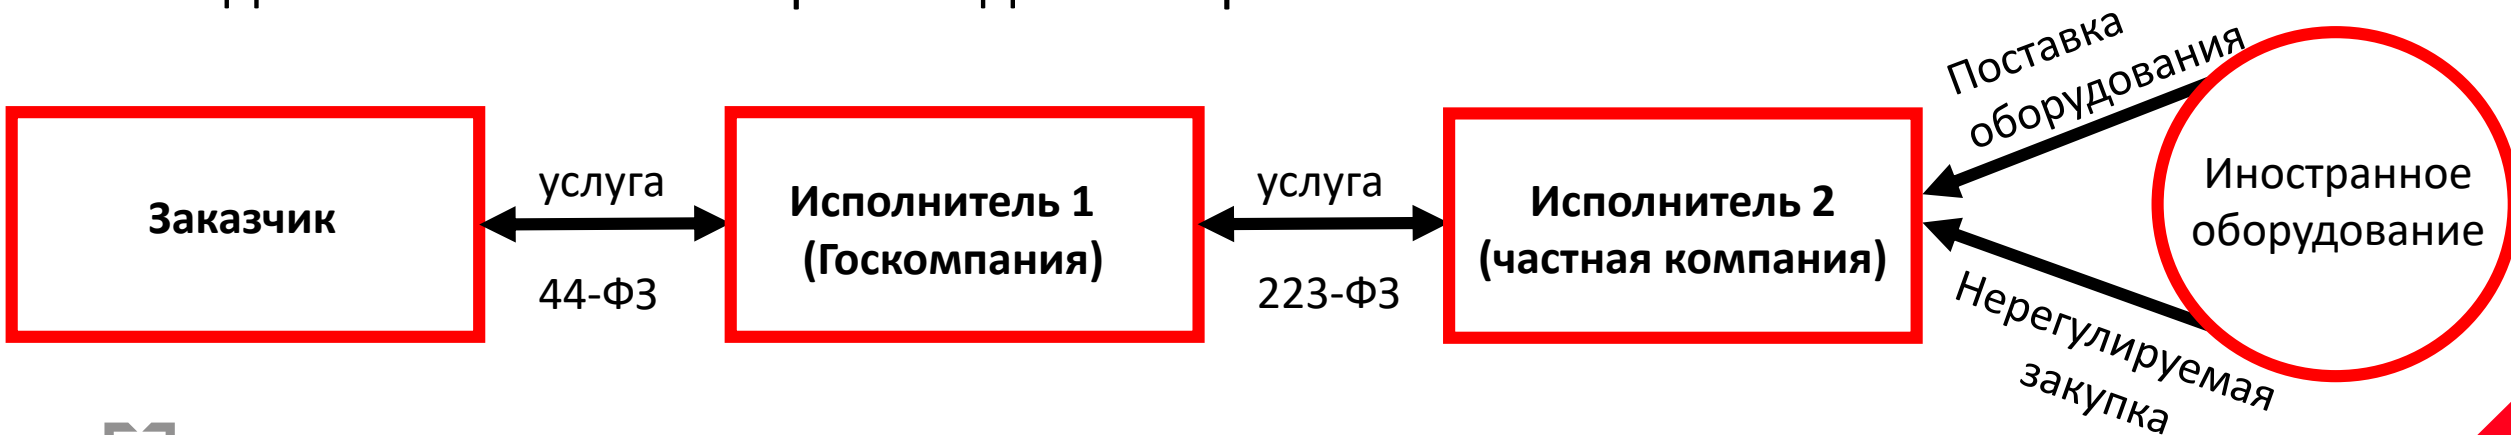 Заказчик
услуга
44-ФЗ
Исполнитель 1
(Госкомпания)
услуга
223-ФЗ
Исполнитель 2
(частная компания)
Поставка
оборудования
Нерегулируемая
закупка
Иностранное
оборудование